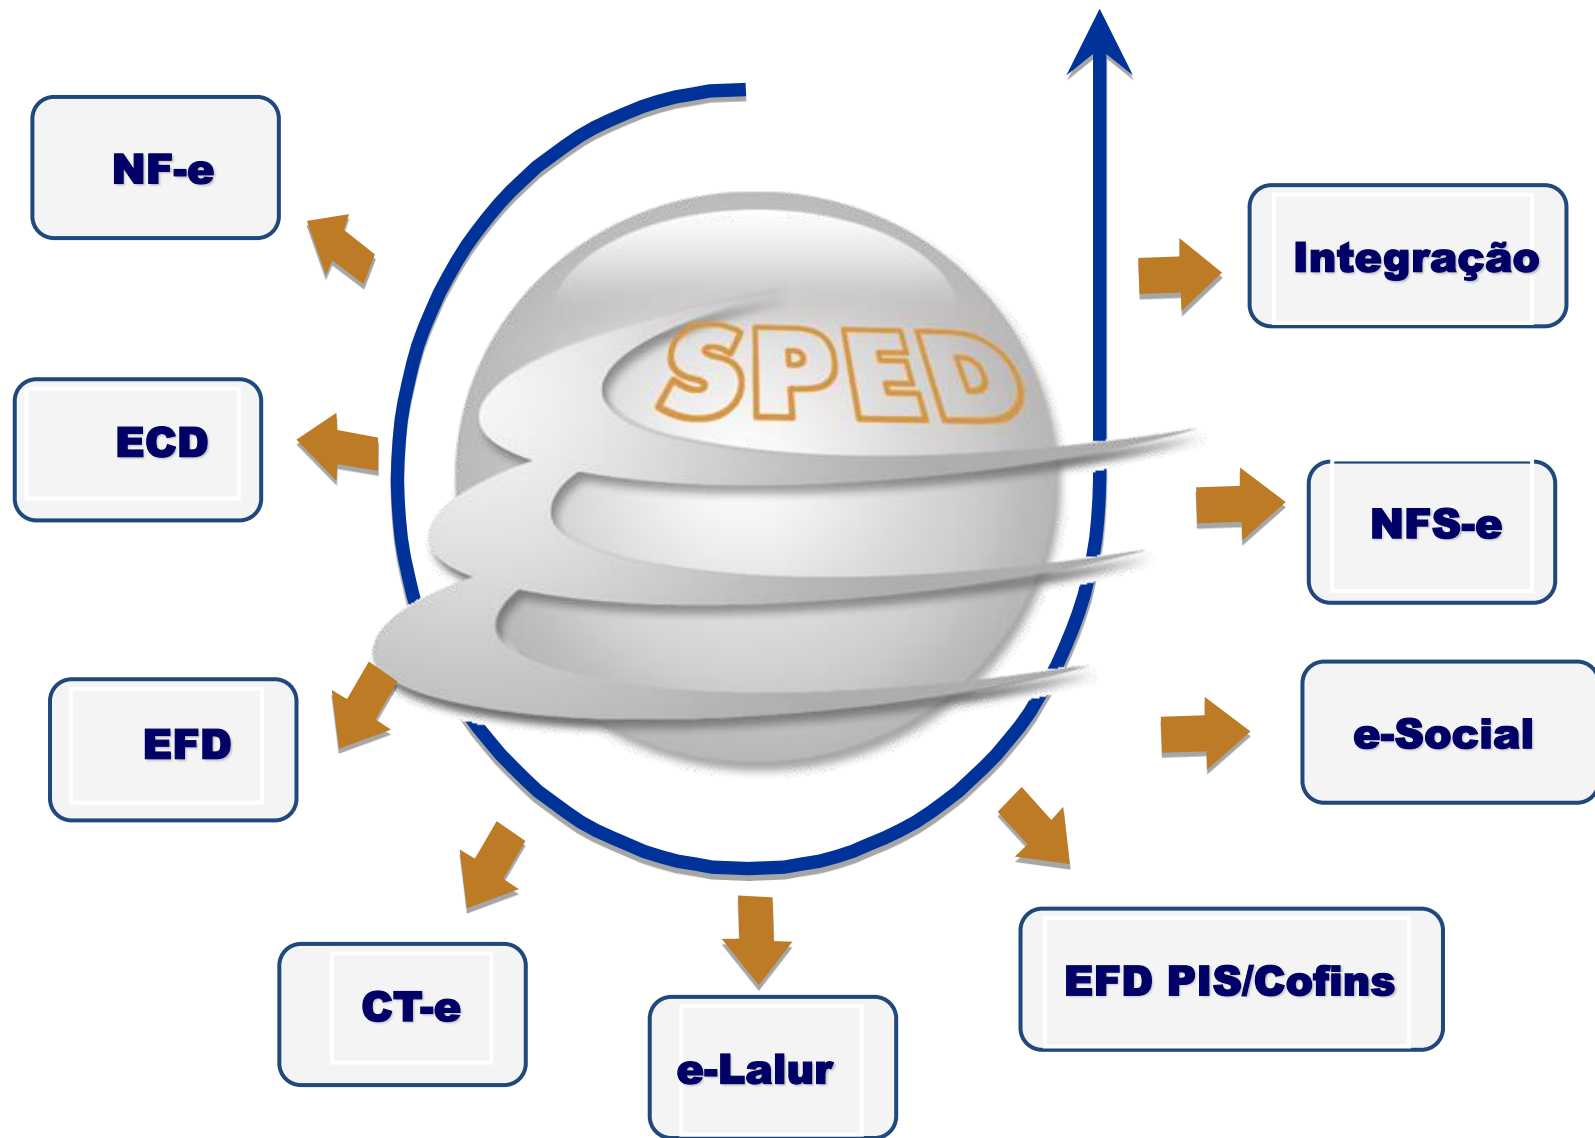 NF-e
Integração
SPED
ECD
NFS-e
EFD
e-Social
CT-e
EFD PIS/Cofins
e-Lalur